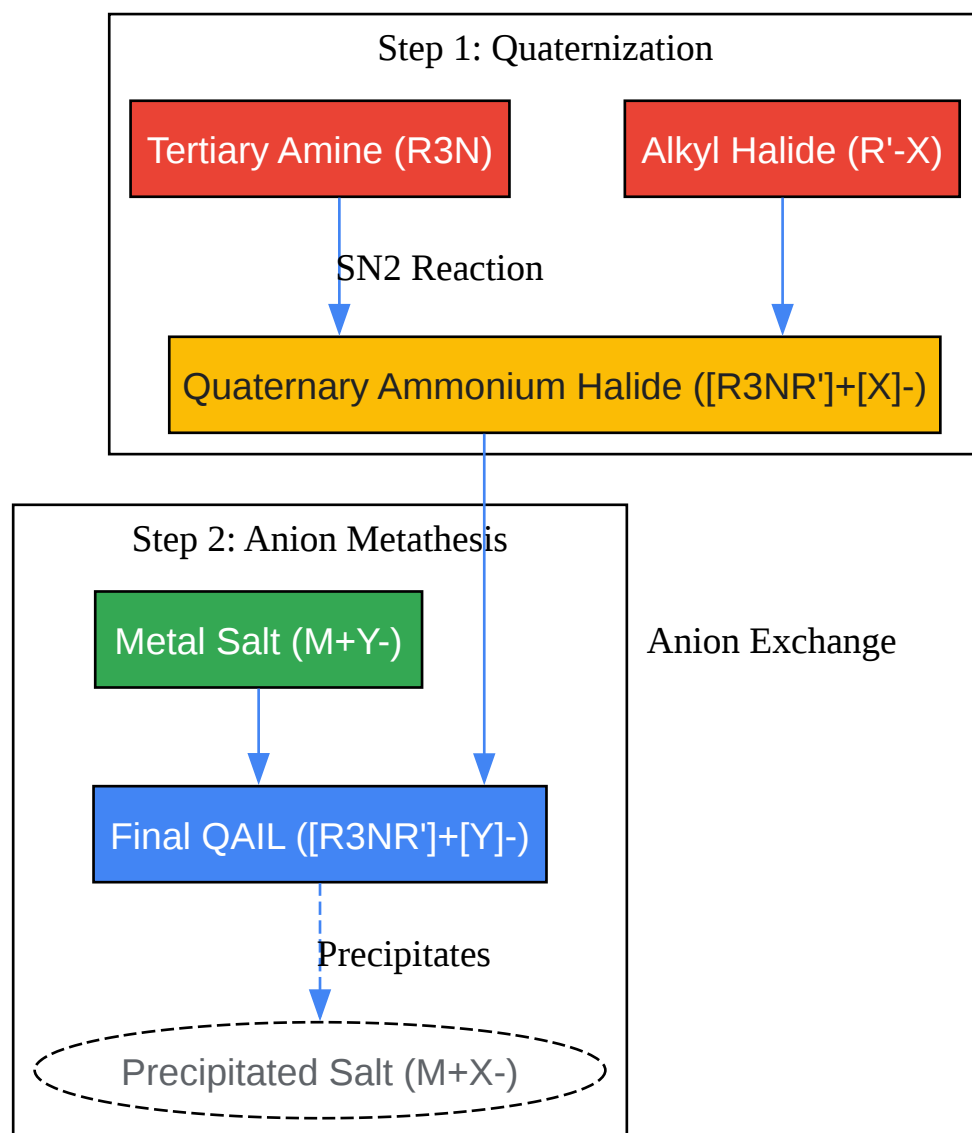 Step 1: Quaternization
Tertiary Amine (R3N)
Alkyl Halide (R'-X)
SN2 Reaction
Quaternary Ammonium Halide ([R3NR']+[X]-)
Step 2: Anion Metathesis
Metal Salt (M+Y-)
Anion Exchange
Final QAIL ([R3NR']+[Y]-)
Precipitates
Precipitated Salt (M+X-)